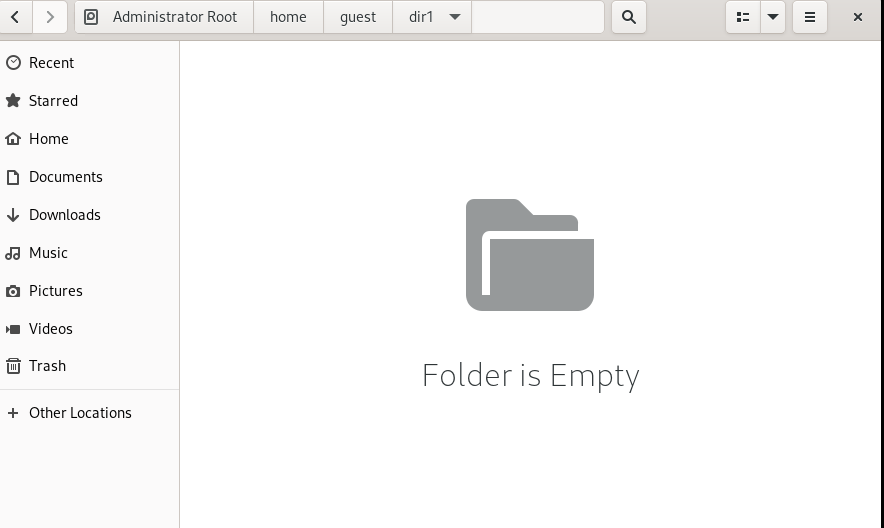 Administrator Root home guest dir1
Recent
Starred
Home
Documents
Downloads
Music
Pictures
Videos
Trash
Other Locations
Folder is Empty